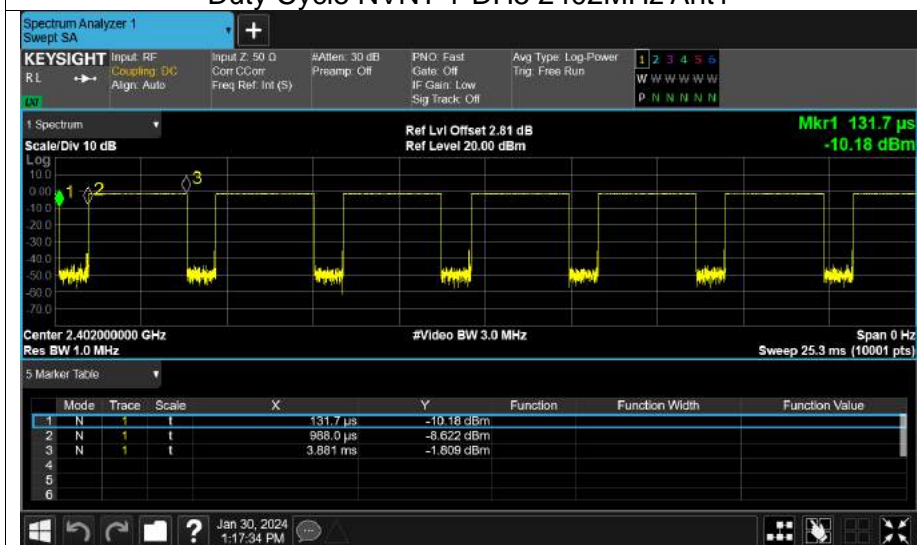 Duty Cycle NVNT 1-DH5 2402MHz Ant1
Spectrum Analyzer 1
Swept SA
+
KEYSIGHT
RL
Input: RF
Coupling: DC
Align: Auto
Input Z: 50 Ω
Corr CCorr
Freq Ref: Int (S)
#Atten: 30 dB
Preamp: Off
PNO: Fast
Gate: Off
IF Gain: Low
Sig Track: Off
Avg Type: Log-Power
Trig: Free Run
1 2 3 4 5 6
W W W W W W
P N N N N N
1 Spectrum
Scale/Div 10 dB
Ref Lvl Offset 2.81 dB
Ref Level 20.00 dBm
Mkr1 131.7 µs
-10.18 dBm
Log
10.0
0.00
-10.0
-20.0
-30.0
-40.0
-50.0
-60.0
-70.0
1 2 3
Center 2.402000000 GHz
#Video BW 3.0 MHz
Span 0 Hz
Res BW 1.0 MHz
Sweep 25.3 ms (10001 pts)
5 Marker Table
Mode Trace Scale X Y Function Function Width Function Value
1 N 1 t 131.7 µs -10.18 dBm
2 N 1 t 988.0 µs -8.622 dBm
3 N 1 t 3.881 ms -1.809 dBm
4
5
6
?
Jan 30, 2024
1:17:34 PM